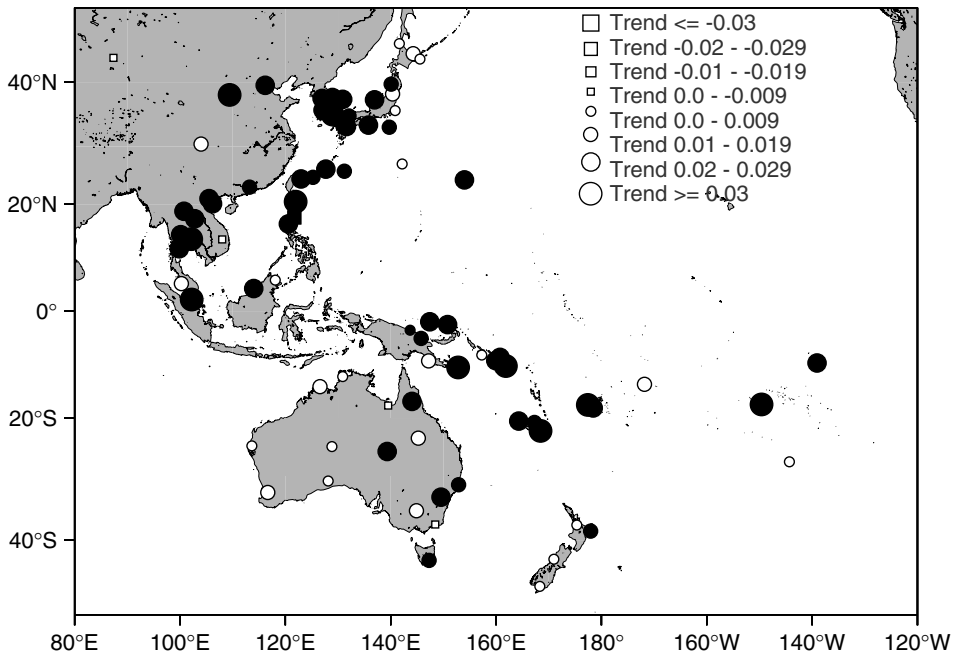 Trend <= -0.03
Trend -0.02 - -0.029
Trend -0.01 - -0.019
Trend 0.0 - -0.009
Trend 0.0 - 0.009
Trend 0.01 - 0.019
Trend 0.02 - 0.029
Trend >= 0.03
40°N
20°N
0°
20°S
40°S
80°E 100°E 120°E 140°E 160°E 180° 160°W 140°W 120°W